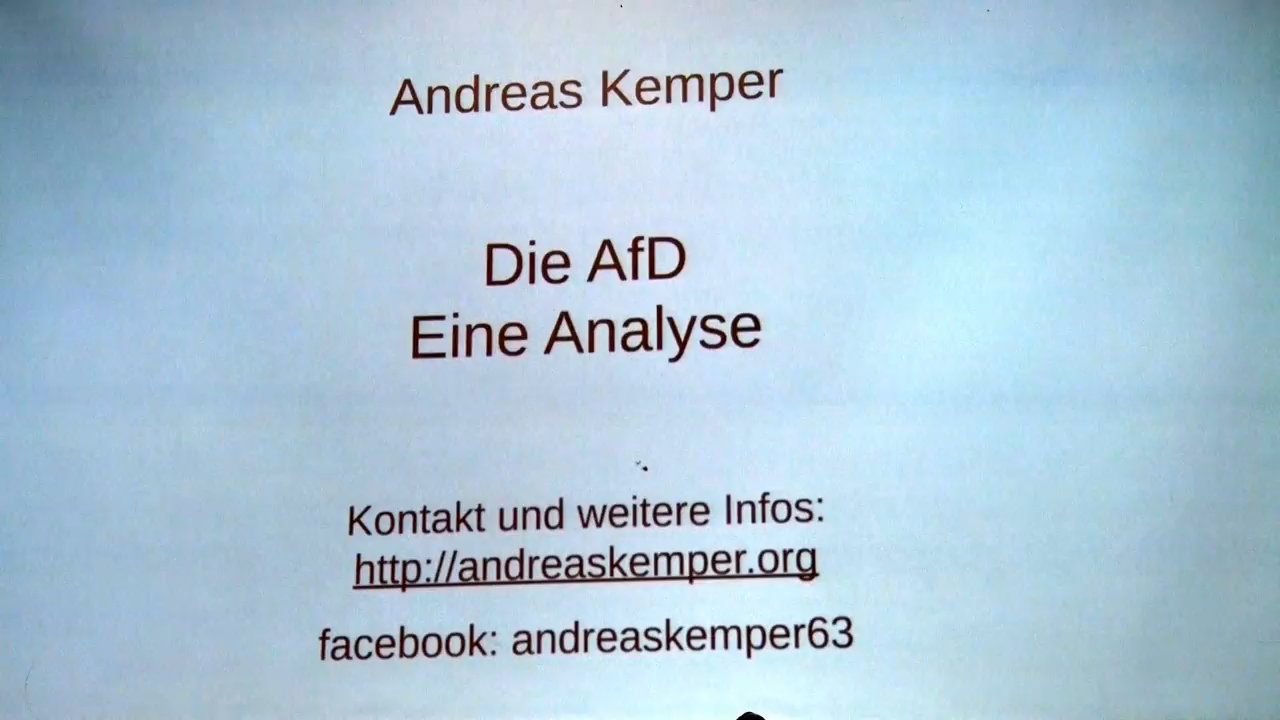 Andreas Kemper
Die AfD
Eine Analyse
Kontakt und weitere Infos:
http://andreaskemper.org
facebook: andreaskemper63